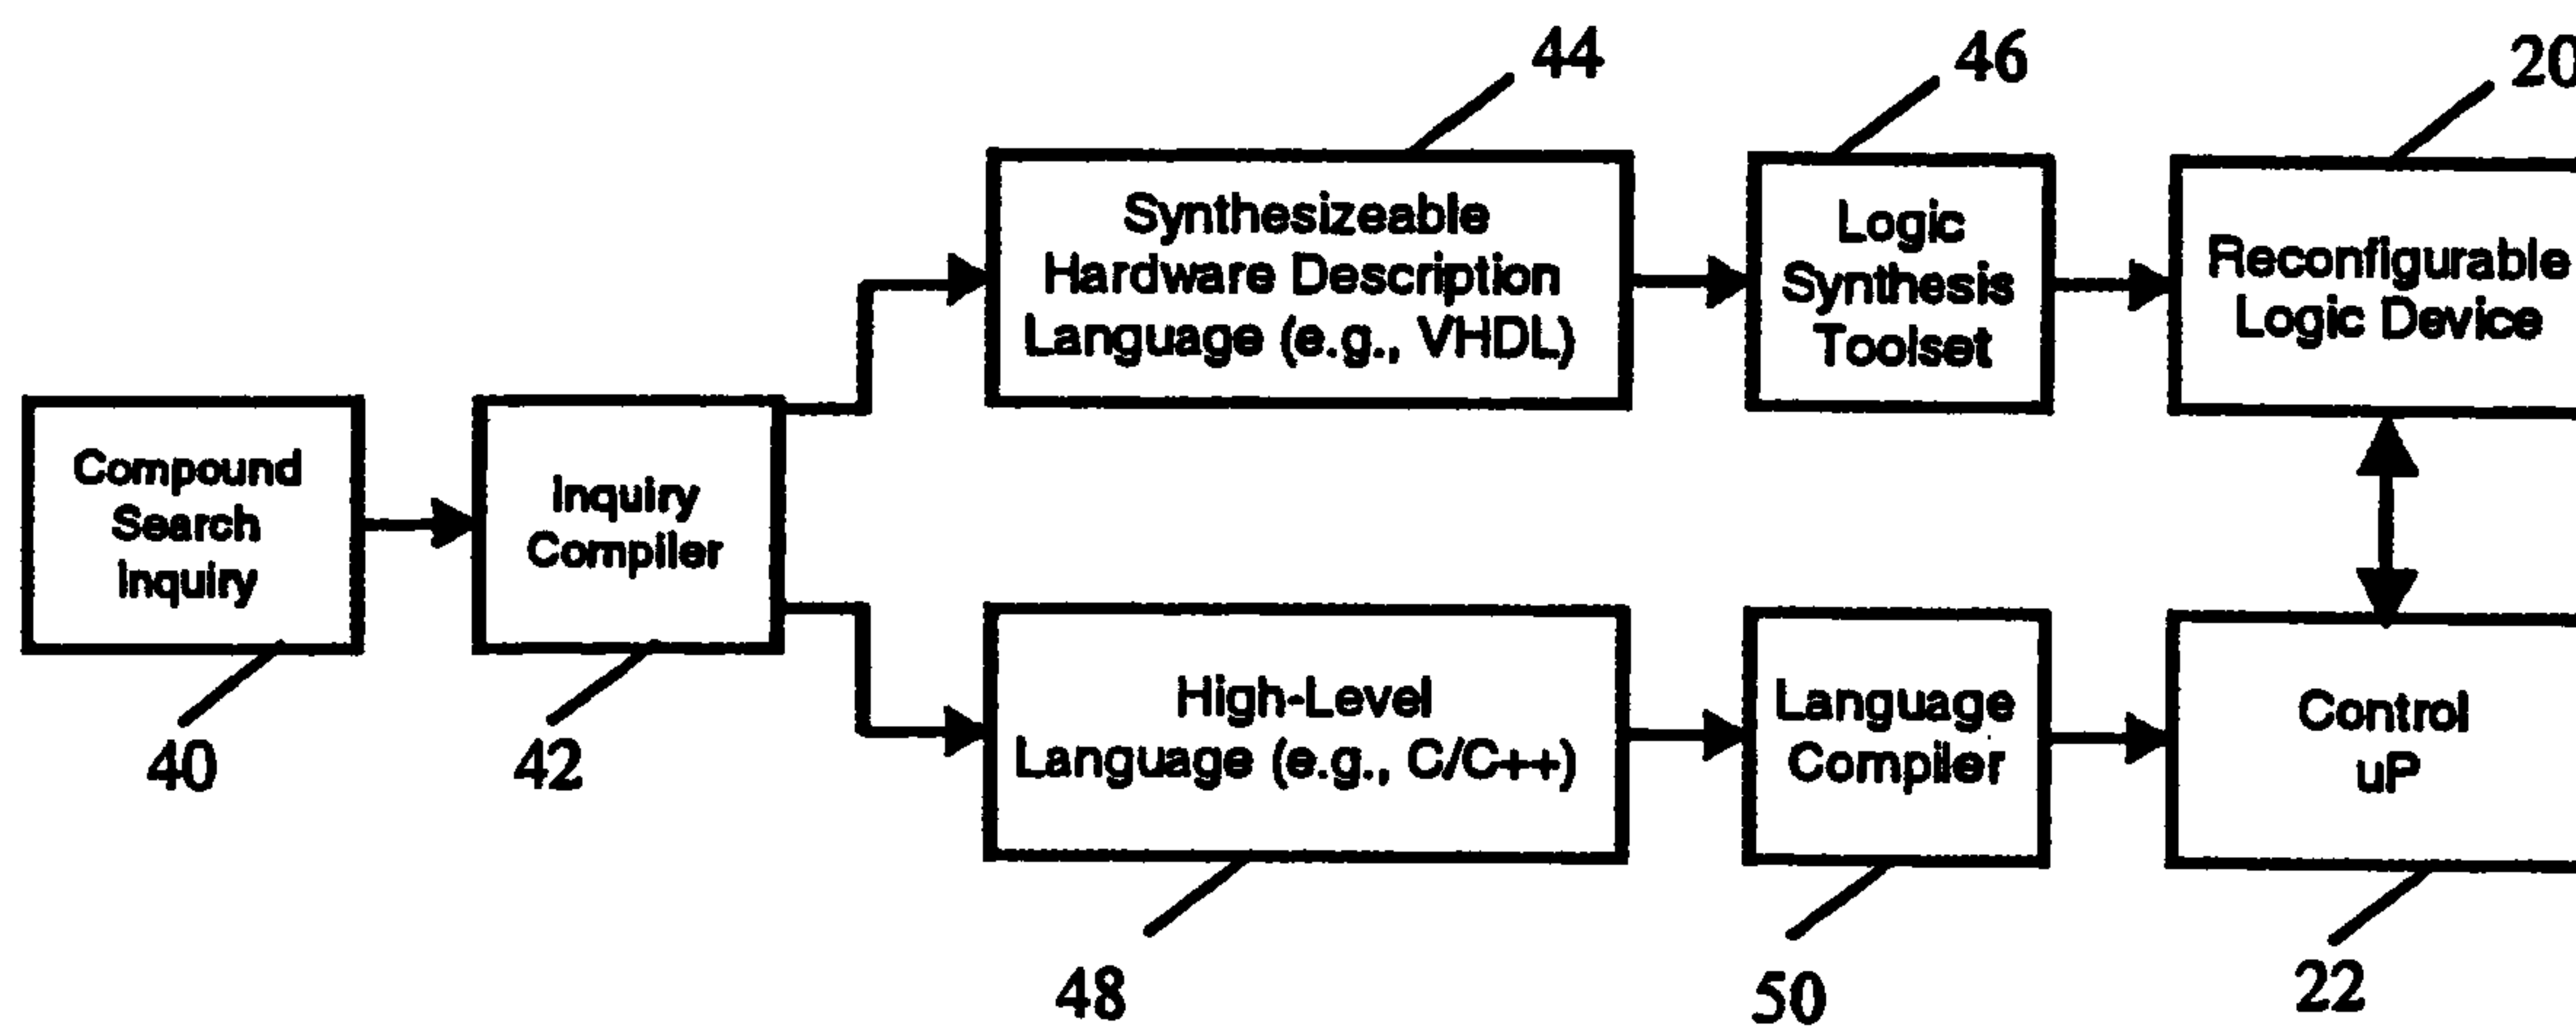 44
46
20
Synthesizeable
Hardware Description
Language (e.g., VHDL)
Logic
Synthesis
Toolset
Reconfigurable
Logic Device
Compound
Search
Inquiry
Inquiry
Compiler
40
42
High-Level
Language (e.g., C/C++)
Language
Compiler
Control
uP
48
50
22